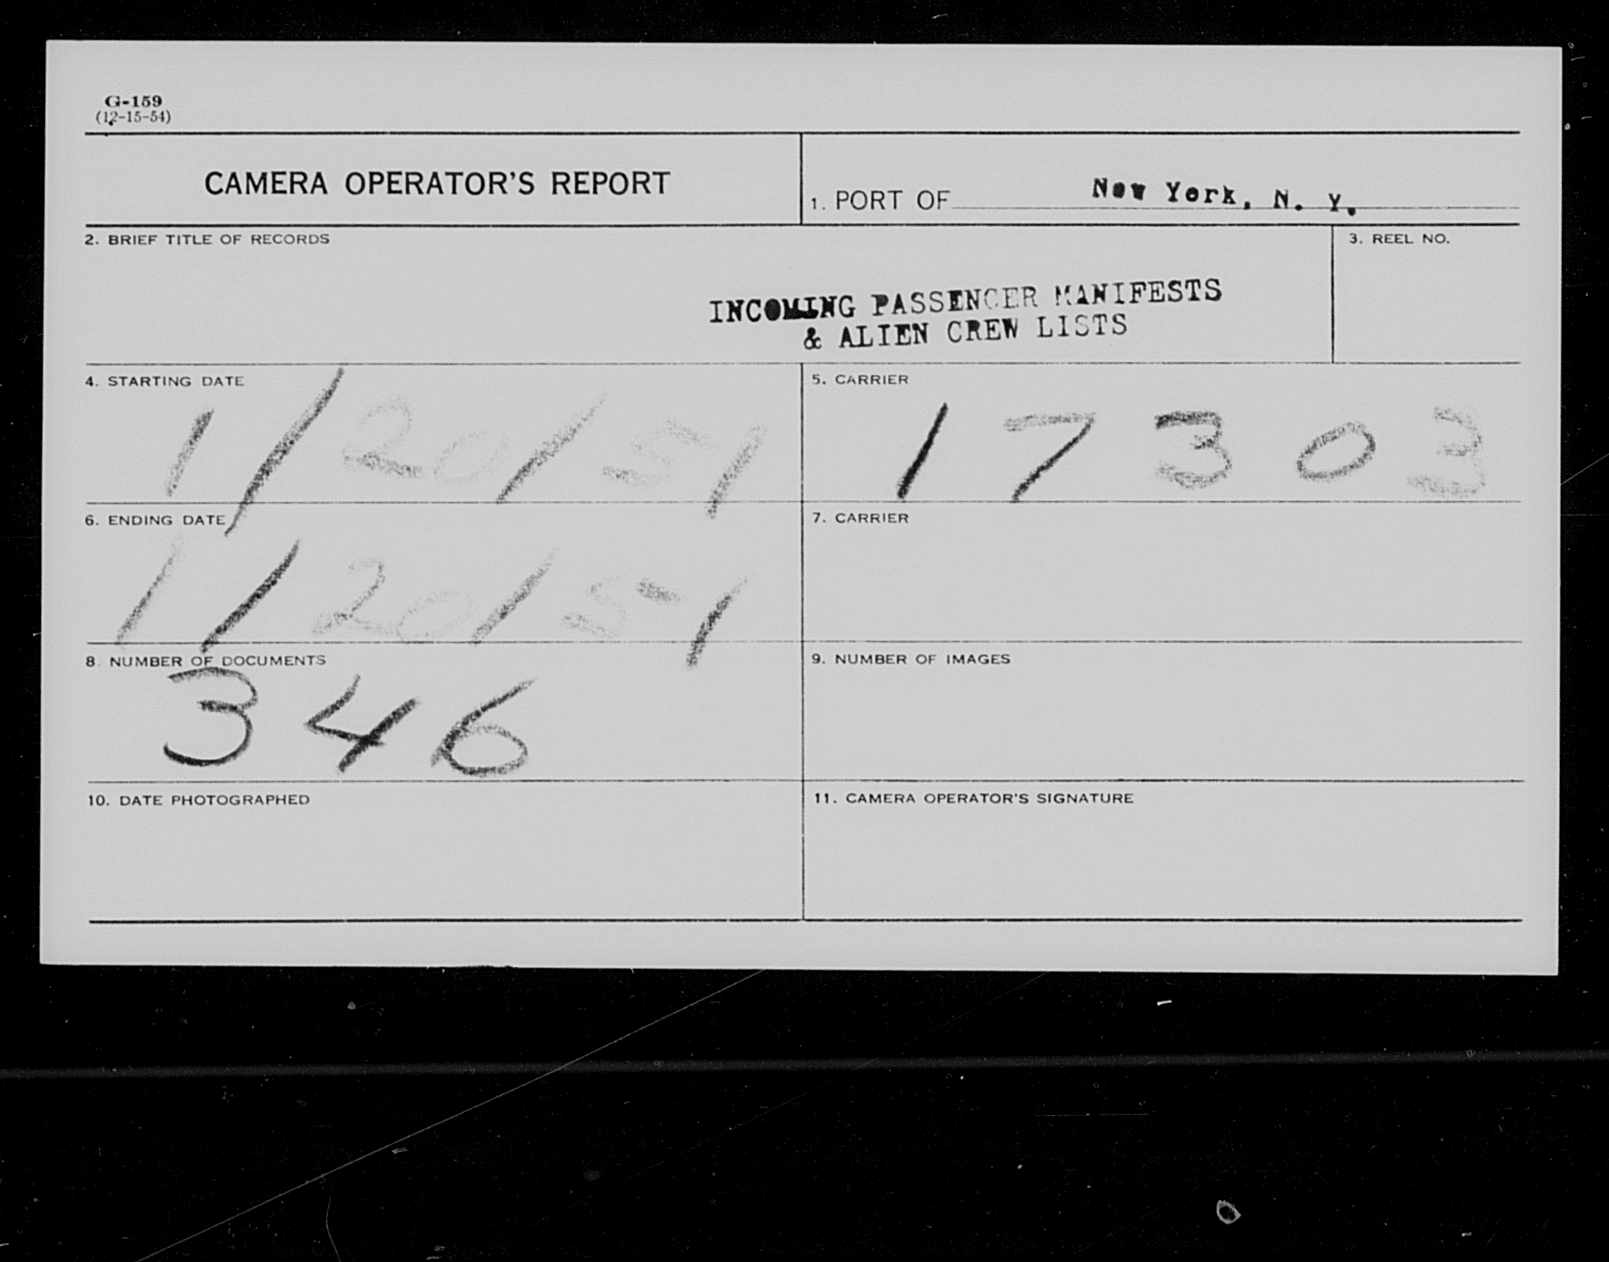 G-159
(12-15-54)
CAMERA OPERATOR'S REPORT
1. PORT OF New York, N. Y.
2. BRIEF TITLE OF RECORDS
3. REEL NO.
INCOMING PASSENGER MANIFESTS
& ALIEN CREW LISTS
4. STARTING DATE
1/20/51
5. CARRIER
17303
6. ENDING DATE
1/20/51
7. CARRIER
8. NUMBER OF DOCUMENTS
346
9. NUMBER OF IMAGES
10. DATE PHOTOGRAPHED
11. CAMERA OPERATOR'S SIGNATURE